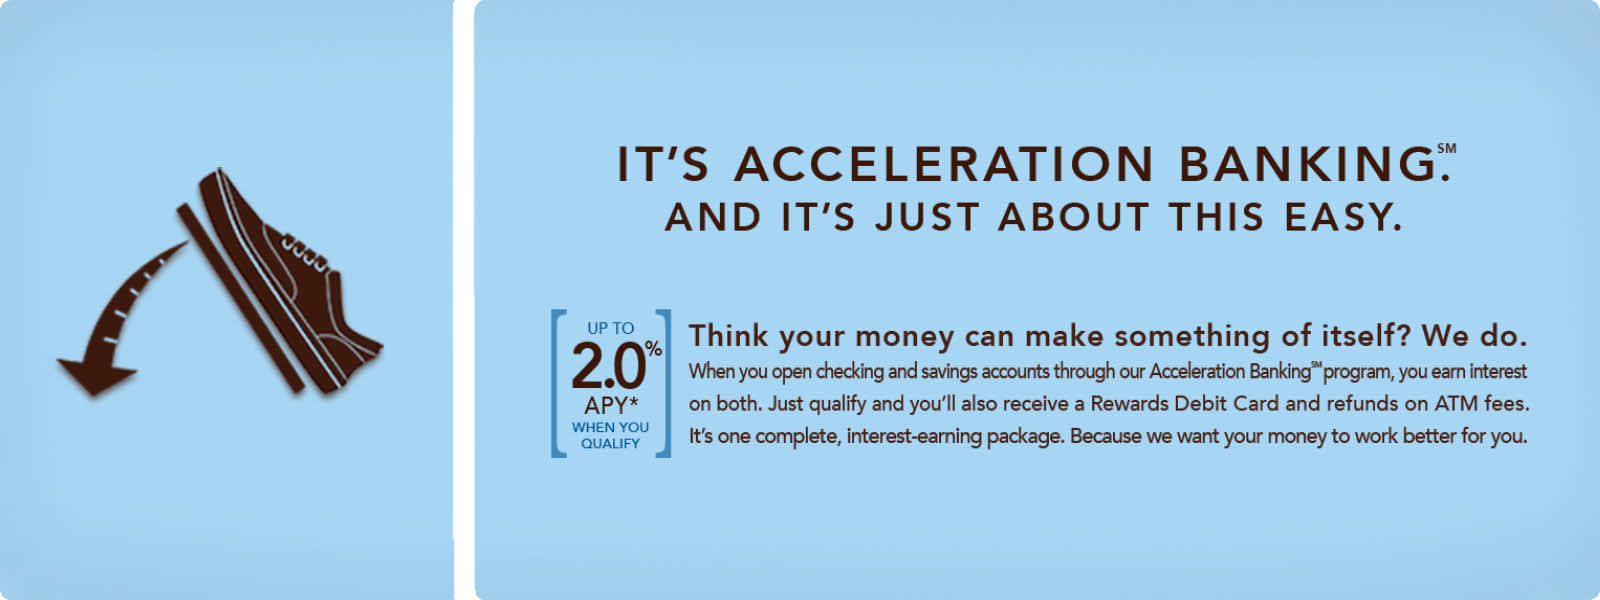 IT'S ACCELERATION BANKING℠.
AND IT'S JUST ABOUT THIS EASY.
UP TO
2.0%
APY*
WHEN YOU
QUALIFY
Think your money can make something of itself? We do.
When you open checking and savings accounts through our Acceleration Banking℠ program, you earn interest
on both. Just qualify and you'll also receive a Rewards Debit Card and refunds on ATM fees.
It's one complete, interest-earning package. Because we want your money to work better for you.